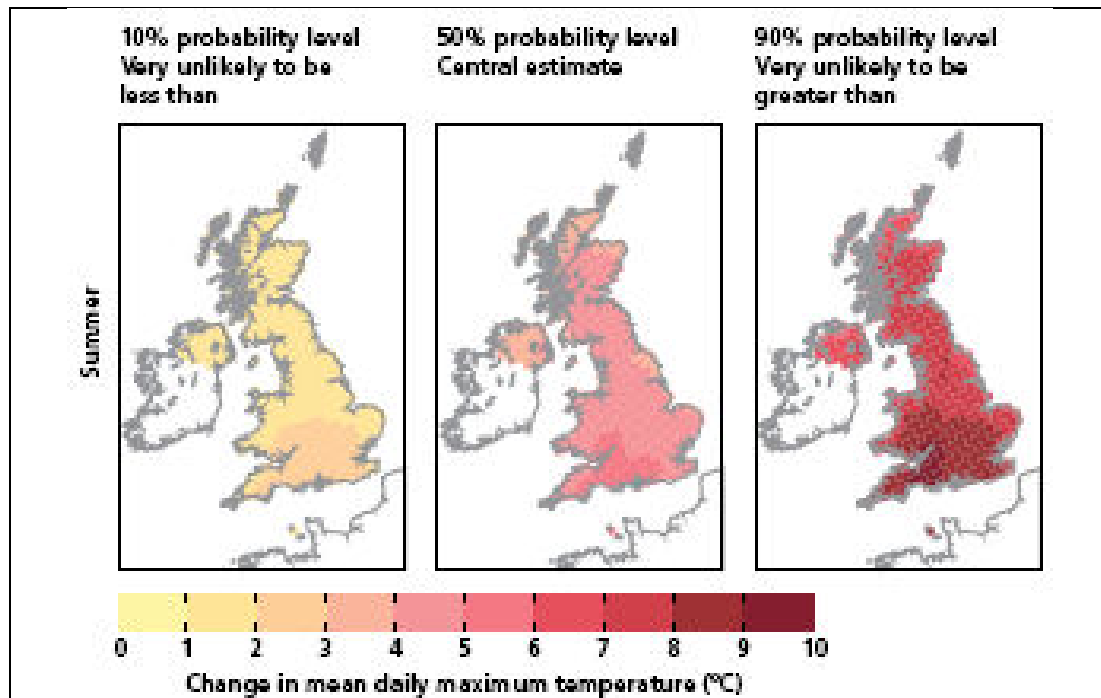 10% probability level
Very unlikely to be
less than
50% probability level
Central estimate
90% probability level
Very unlikely to be
greater than
Summer
0 1 2 3 4 5 6 7 8 9 10
Change in mean daily maximum temperature (ºC)